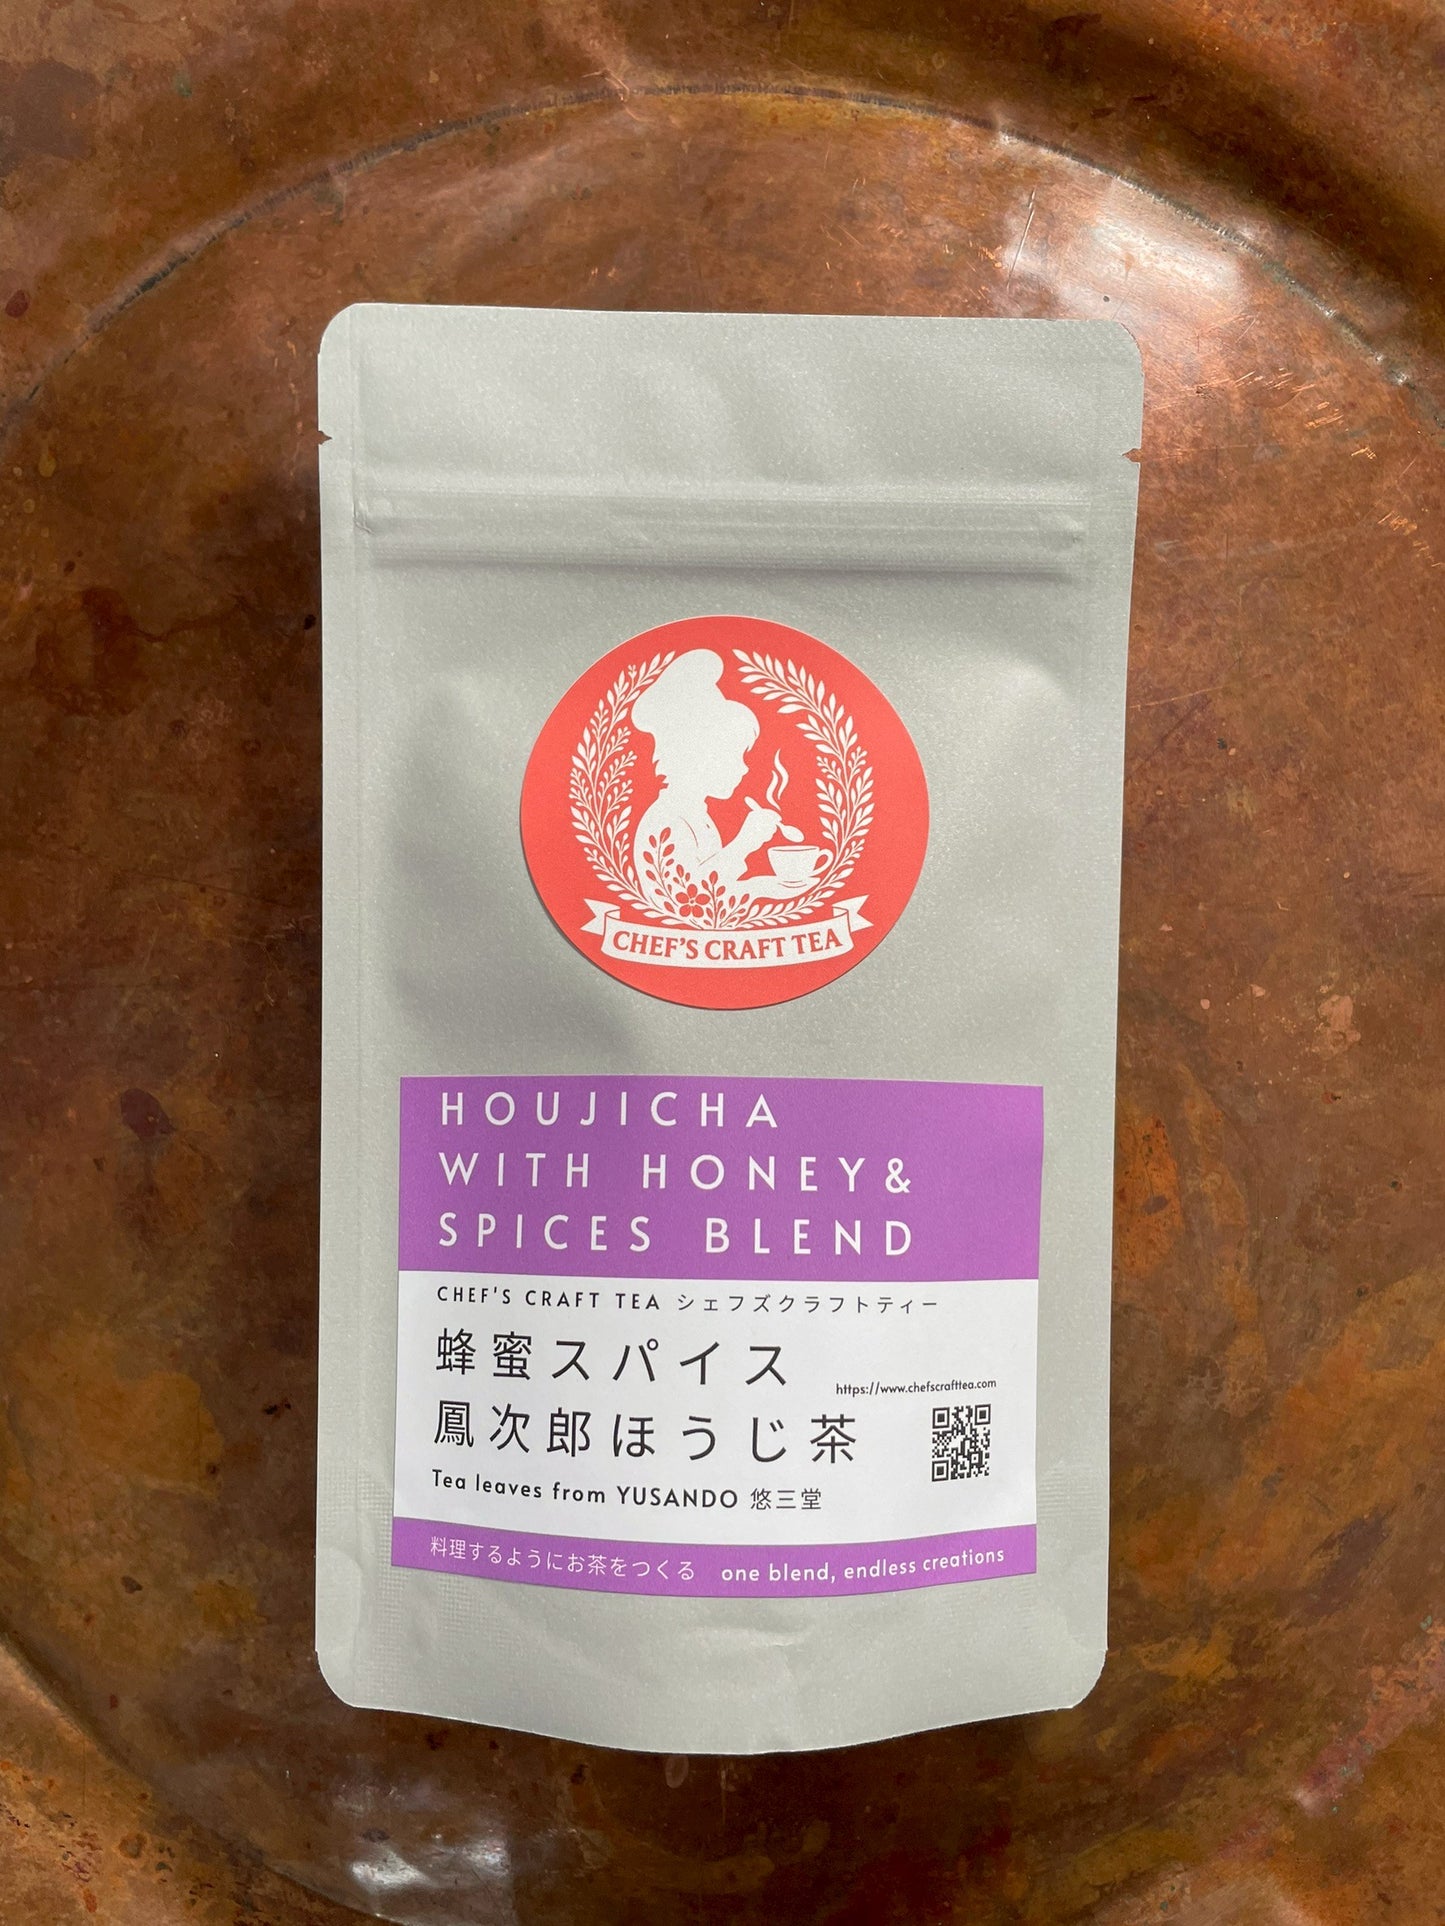 CHEF'S CRAFT TEA
HOUJICHA
WITH HONEY&
SPICES BLEND
CHEF'S CRAFT TEA シェフズクラフトティー
蜂蜜スパイス
https://www.chefscrafttea.com
鳳次郎ほうじ茶
Tea leaves from YUSANDO 悠三堂
料理するようにお茶をつくる one blend, endless creations